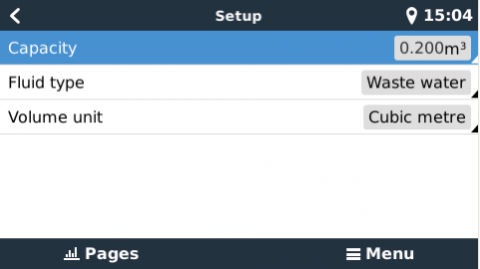 Setup 15:04
Capacity 0.200m³
Fluid type Waste water
Volume unit Cubic metre
Pages Menu